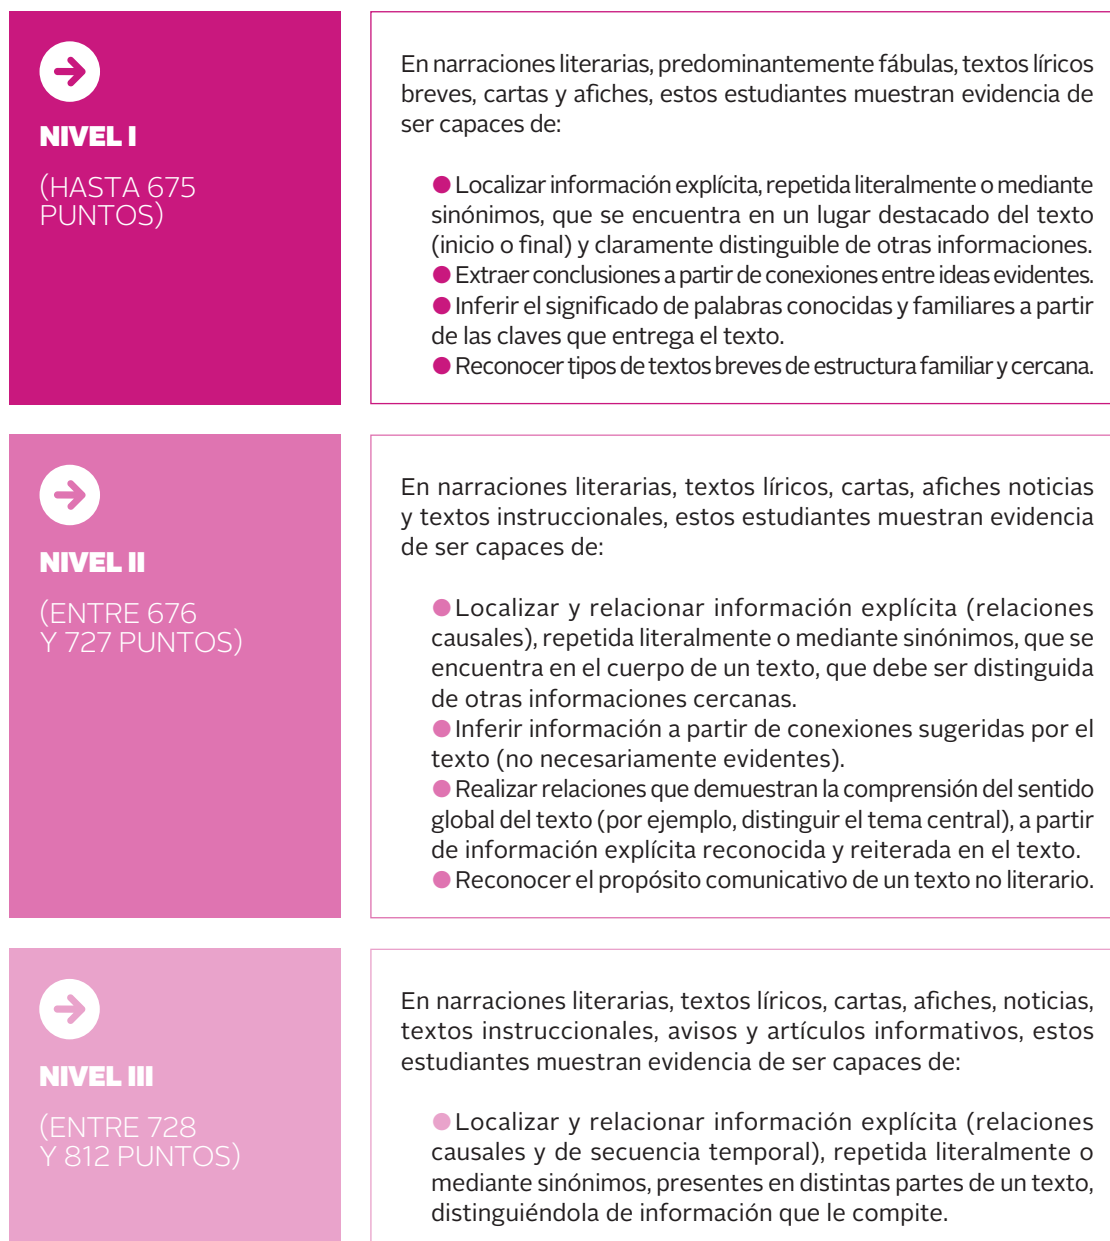 NIVEL I
(HASTA 675
PUNTOS)
En narraciones literarias, predominantemente fábulas, textos líricos
breves, cartas y afiches, estos estudiantes muestran evidencia de
ser capaces de:
● Localizar información explícita, repetida literalmente o mediante
sinónimos, que se encuentra en un lugar destacado del texto
(inicio o final) y claramente distinguible de otras informaciones.
● Extraer conclusiones a partir de conexiones entre ideas evidentes.
● Inferir el significado de palabras conocidas y familiares a partir
de las claves que entrega el texto.
● Reconocer tipos de textos breves de estructura familiar y cercana.
NIVEL II
(ENTRE 676
Y 727 PUNTOS)
En narraciones literarias, textos líricos, cartas, afiches noticias
y textos instruccionales, estos estudiantes muestran evidencia
de ser capaces de:
● Localizar y relacionar información explícita (relaciones
causales), repetida literalmente o mediante sinónimos, que se
encuentra en el cuerpo de un texto, que debe ser distinguida
de otras informaciones cercanas.
● Inferir información a partir de conexiones sugeridas por el
texto (no necesariamente evidentes).
● Realizar relaciones que demuestran la comprensión del sentido
global del texto (por ejemplo, distinguir el tema central), a partir
de información explícita reconocida y reiterada en el texto.
● Reconocer el propósito comunicativo de un texto no literario.
NIVEL III
(ENTRE 728
Y 812 PUNTOS)
En narraciones literarias, textos líricos, cartas, afiches, noticias,
textos instruccionales, avisos y artículos informativos, estos
estudiantes muestran evidencia de ser capaces de:
● Localizar y relacionar información explícita (relaciones
causales y de secuencia temporal), repetida literalmente o
mediante sinónimos, presentes en distintas partes de un texto,
distinguiéndola de información que le compite.